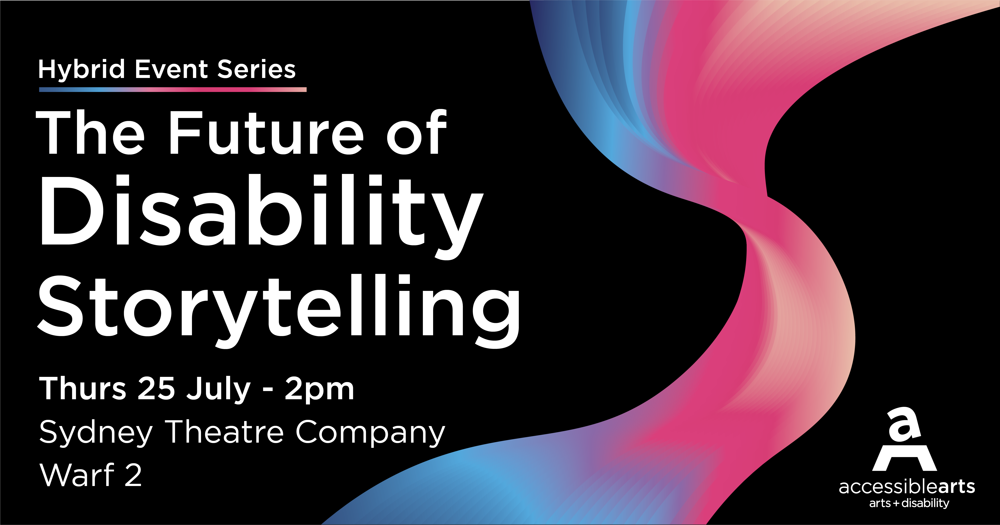 Hybrid Event Series
The Future of
Disability
Storytelling
Thurs 25 July - 2pm
Sydney Theatre Company
Warf 2
a
A
accessiblearts
arts + disability